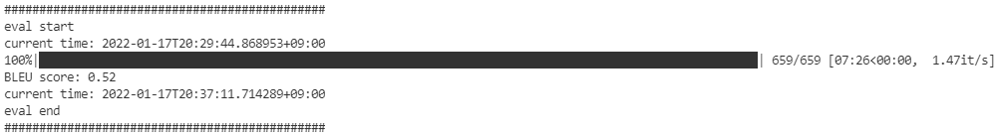 ##############################################
eval start
current time: 2022-01-17T20:29:44.868953+09:00
100%|██████████| 659/659 [07:26<00:00, 1.47it/s]
BLEU score: 0.52
current time: 2022-01-17T20:37:11.714289+09:00
eval end
##############################################